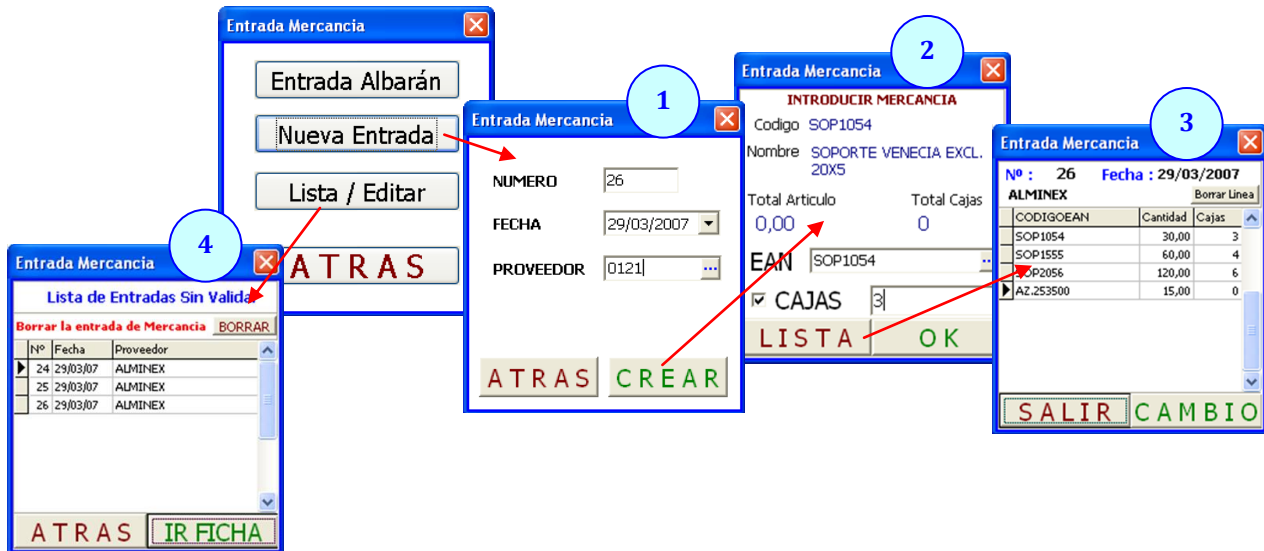 Entrada Mercancia
Entrada Albarán
Nueva Entrada
Lista / Editar
ATRAS
1
Entrada Mercancia
NUMERO 26
FECHA 29/03/2007
PROVEEDOR 0121
ATRAS CREAR
2
Entrada Mercancia
INTRODUCIR MERCANCIA
Codigo SOP1054
Nombre SOPORTE VENECIA EXCL.
20X5
Total Articulo Total Cajas
0,00 0
EAN SOP1054 ...
CAJAS 3
LISTA OK
3
Entrada Mercancia
Nº : 26 Fecha : 29/03/2007
ALMINEX Borrar Linea
CODIGOEAN Cantidad Cajas
SOP1054 30,00 3
SOP1555 60,00 4
SOP2056 120,00 6
AZ.253500 15,00 0
SALIR CAMBIO
4
Entrada Mercancia
Lista de Entradas Sin Valida
Borrar la entrada de Mercancia BORRAR
Nº Fecha Proveedor
24 29/03/07 ALMINEX
25 29/03/07 ALMINEX
26 29/03/07 ALMINEX
ATRAS IR FICHA